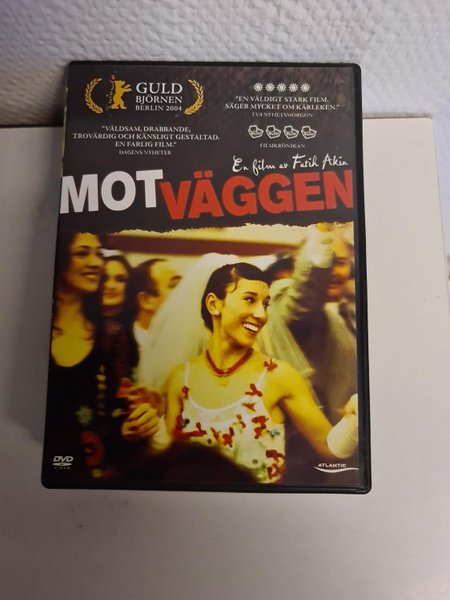 GULD
BJÖRNEN
BERLIN 2004
"VÅLDSAM, DRABBANDE,
TROVÄRDIG OCH KÄNSLIGT GESTALTAD.
EN FARLIG FILM."
DAGENS NYHETER
"EN VÄLDIGT STARK FILM.
SÄGER MYCKET OM KÄRLEKEN."
TV4 NYHETSMORGON
FILMKRÖNIKAN
En film av Fatih Akin
MOT VÄGGEN
DVD
VIDEO
ATLANTIC